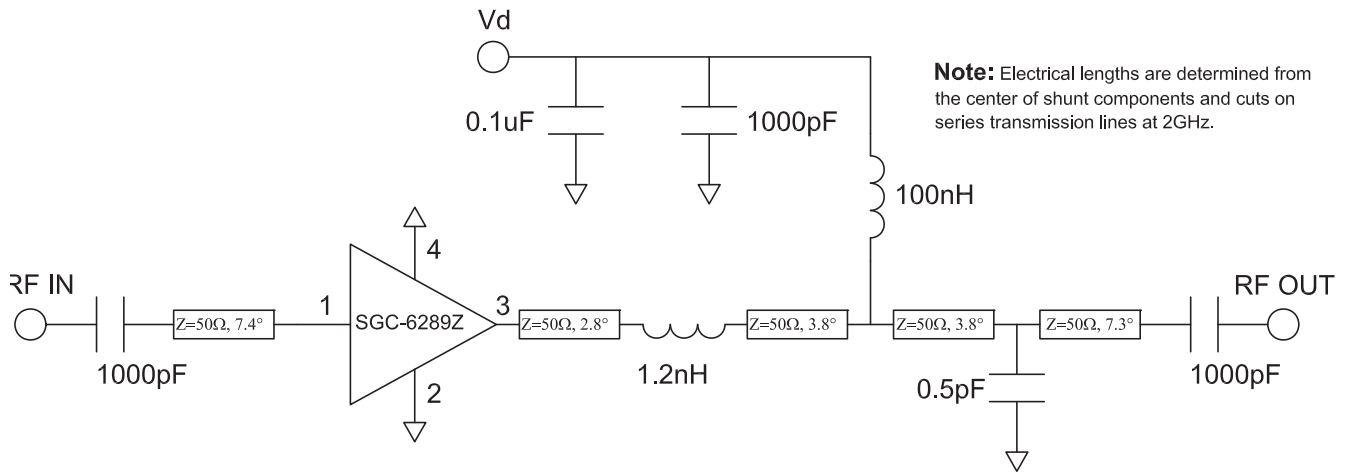 Vd
Note: Electrical lengths are determined from
the center of shunt components and cuts on
series transmission lines at 2GHz.
0.1uF
1000pF
100nH
4
RF IN
1
SGC-6289Z
3
RF OUT
Z=50Ω, 7.4°
Z=50Ω, 2.8°
Z=50Ω, 3.8°
Z=50Ω, 3.8°
Z=50Ω, 7.3°
1000pF
2
1.2nH
0.5pF
1000pF